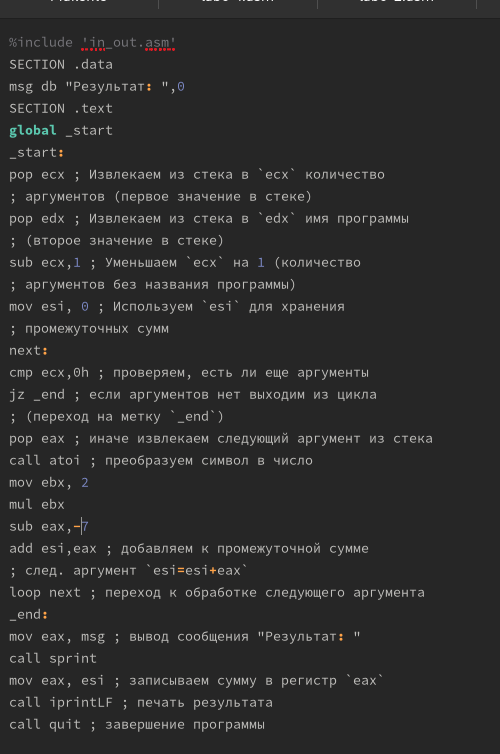 %include 'in_out.asm'
SECTION .data
msg db "Результат: ",0
SECTION .text
global _start
_start:
pop ecx ; Извлекаем из стека в `ecx` количество
; аргументов (первое значение в стеке)
pop edx ; Извлекаем из стека в `edx` имя программы
; (второе значение в стеке)
sub ecx,1 ; Уменьшаем `ecx` на 1 (количество
; аргументов без названия программы)
mov esi, 0 ; Используем `esi` для хранения
; промежуточных сумм
next:
cmp ecx,0h ; проверяем, есть ли еще аргументы
jz _end ; если аргументов нет выходим из цикла
; (переход на метку `_end`)
pop eax ; иначе извлекаем следующий аргумент из стека
call atoi ; преобразуем символ в число
mov ebx, 2
mul ebx
sub eax,-7
add esi,eax ; добавляем к промежуточной сумме
; след. аргумент `esi=esi+eax`
loop next ; переход к обработке следующего аргумента
_end:
mov eax, msg ; вывод сообщения "Результат: "
call sprint
mov eax, esi ; записываем сумму в регистр `eax`
call iprintLF ; печать результата
call quit ; завершение программы